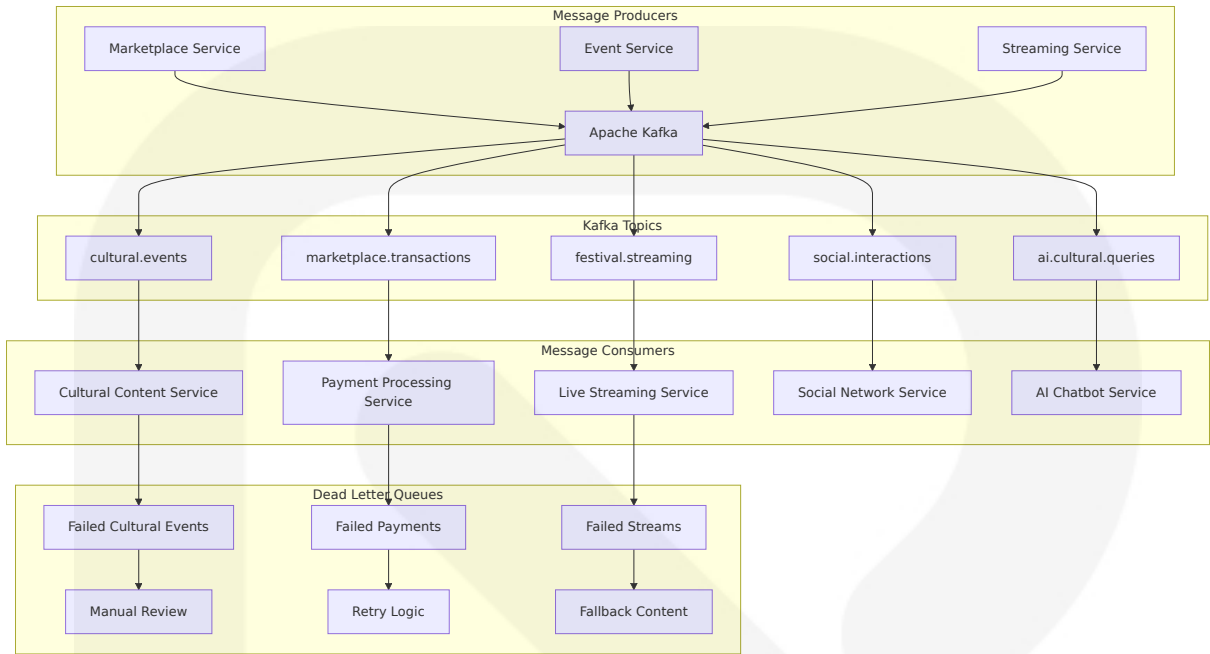 Message Producers
Marketplace Service
Event Service
Streaming Service
Apache Kafka
Kafka Topics
cultural.events
marketplace.transactions
festival.streaming
social.interactions
ai.cultural.queries
Message Consumers
Cultural Content Service
Payment Processing
Service
Live Streaming Service
Social Network Service
AI Chatbot Service
Dead Letter Queues
Failed Cultural Events
Failed Payments
Failed Streams
Manual Review
Retry Logic
Fallback Content